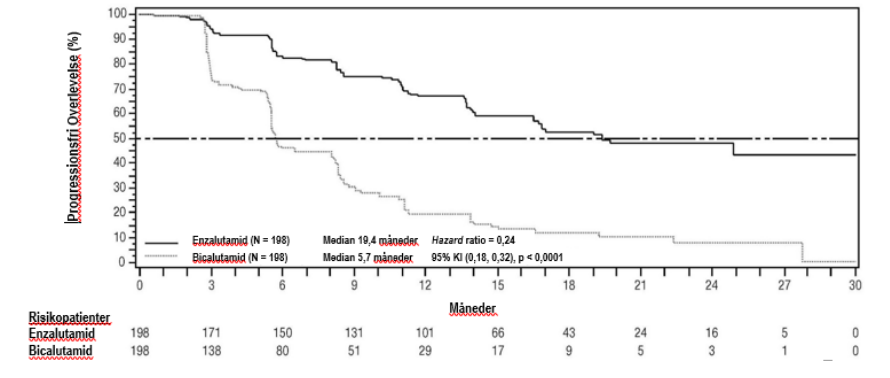 Progressionsfri Overlevelse (%)
100
90
80
70
60
50
40
30
20
10
0
Enzalutamid (N = 198) Median 19,4 måneder Hazard ratio = 0,24
Bicalutamid (N = 198) Median 5,7 måneder 95% KI (0,18, 0,32), p < 0,0001
0 3 6 9 12 15 18 21 24 27 30
Måneder
Risikopatienter
Enzalutamid 198 171 150 131 101 66 43 24 16 5 0
Bicalutamid 198 138 80 51 29 17 9 5 3 1 0